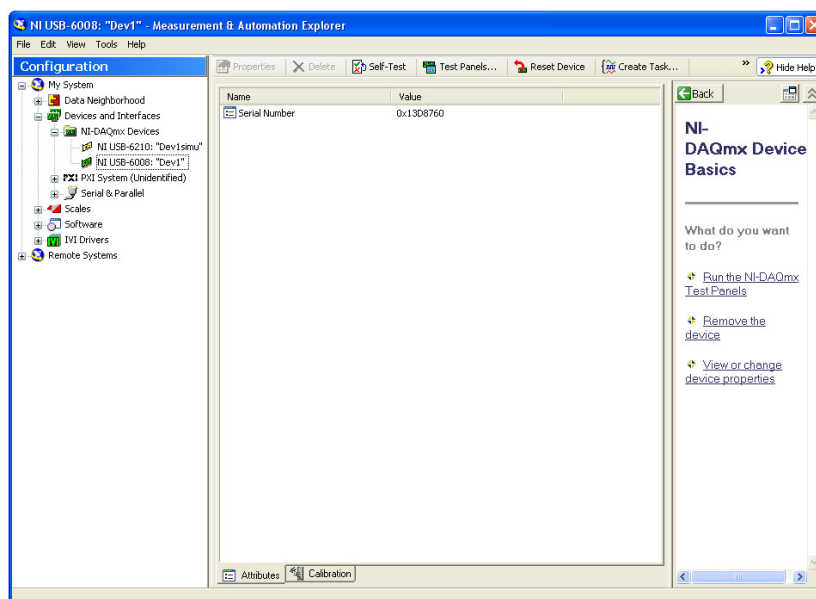 NI USB-6008: "Dev1" - Measurement & Automation Explorer
File Edit View Tools Help
Configuration
My System
Data Neighborhood
Devices and Interfaces
NI-DAQmx Devices
NI USB-6210: "Dev1simu"
NI USB-6008: "Dev1"
PXI PXI System (Unidentified)
Serial & Parallel
Scales
Software
IVI Drivers
Remote Systems
Properties Delete Self-Test Test Panels... Reset Device Create Task... » Hide Help
Name Value
Serial Number 0x13D8760
Attributes Calibration
Back
NI-
DAQmx Device
Basics
What do you want
to do?
Run the NI-DAQmx
Test Panels
Remove the
device
View or change
device properties